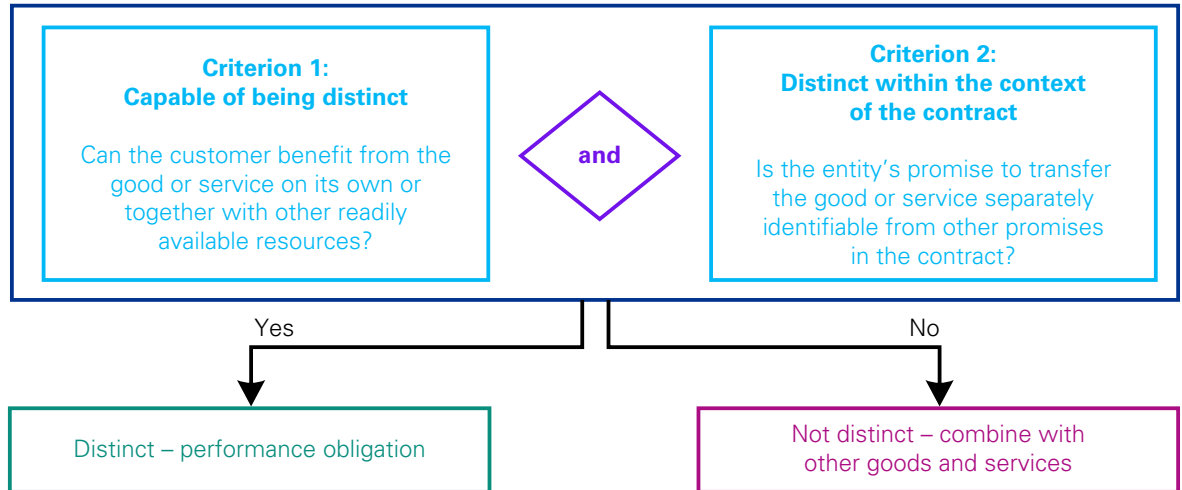 Criterion 1:
Capable of being distinct
Can the customer benefit from the
good or service on its own or
together with other readily
available resources?
and
Criterion 2:
Distinct within the context
of the contract
Is the entity’s promise to transfer
the good or service separately
identifiable from other promises
in the contract?
Yes
No
Distinct – performance obligation
Not distinct – combine with
other goods and services